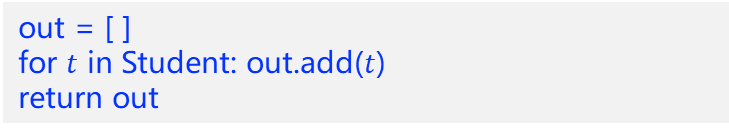 out = [ ]
for t in Student: out.add(t)
return out